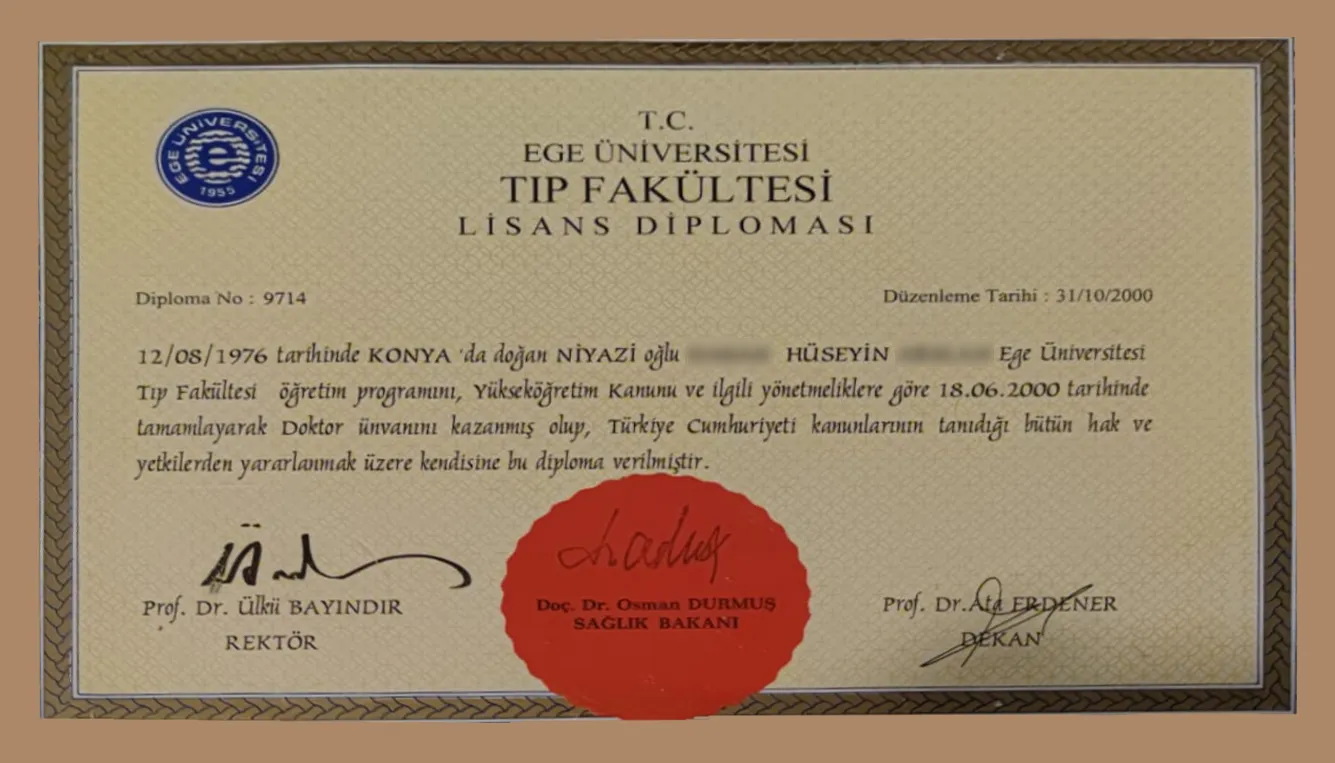 EGE ÜNİVERSİTESİ
1955
T.C.
EGE ÜNİVERSİTESİ
TIP FAKÜLTESİ
LİSANS DİPLOMASI
Diploma No : 9714
Düzenleme Tarihi : 31/10/2000
12/08/1976 tarihinde KONYA 'da doğan NİYAZİ oğlu HÜSEYİN Ege Üniversitesi
Tıp Fakültesi öğretim programını, Yükseköğretim Kanunu ve ilgili yönetmeliklere göre 18.06.2000 tarihinde
tamamlayarak Doktor ünvanını kazanmış olup, Türkiye Cumhuriyeti kanunlarının tanıdığı bütün hak ve
yetkilerden yararlanmak üzere kendisine bu diploma verilmiştir.
Prof. Dr. Ülkü BAYINDIR
REKTÖR
Doç. Dr. Osman DURMUŞ
SAĞLIK BAKANI
Prof. Dr. Ata ERDENER
DEKAN